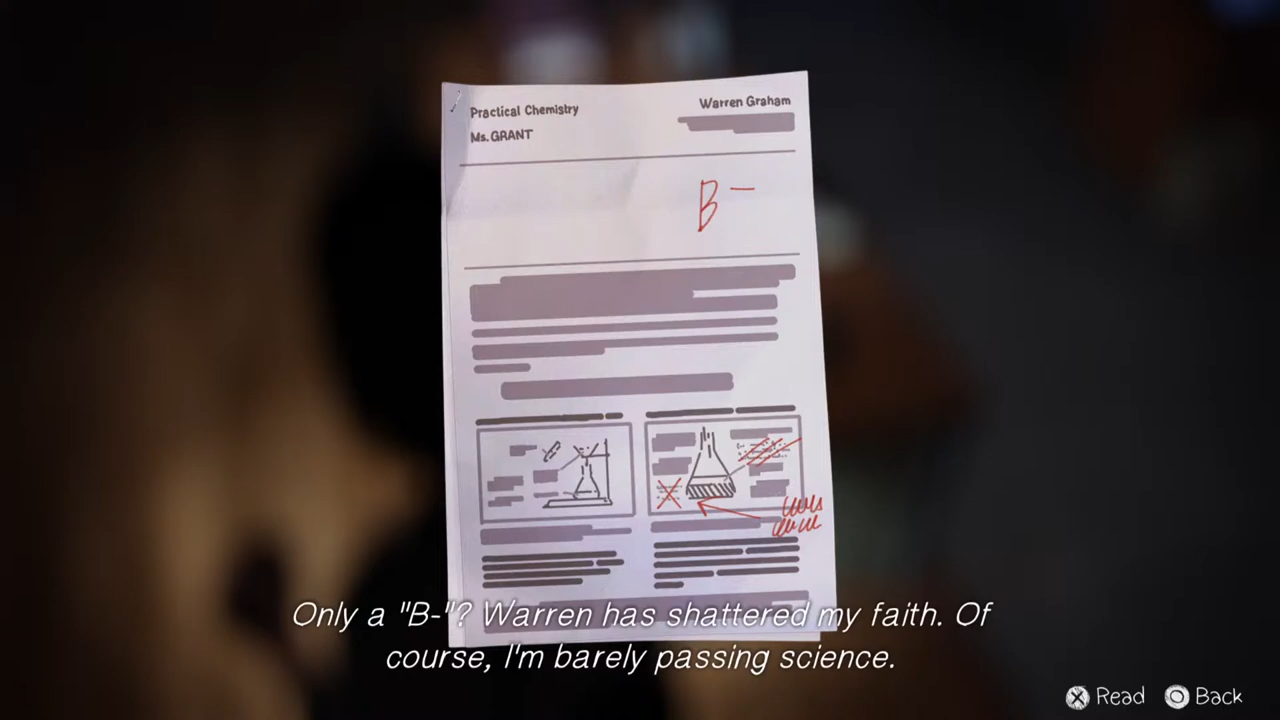 Practical Chemistry
Warren Graham
Ms. GRANT
B-
Only a "B-"? Warren has shattered my faith. Of
course, I'm barely passing science.
Read
Back